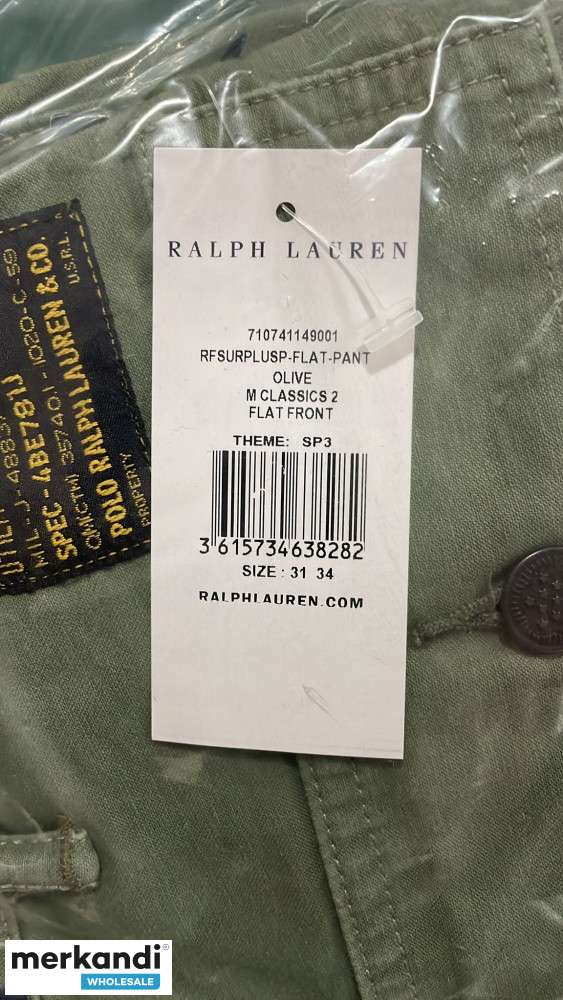 RALPH LAUREN
710741149001
RFSURPLUSP-FLAT-PANT
OLIVE
M CLASSICS 2
FLAT FRONT
THEME: SP3
3 615734 638282
SIZE : 31 34
RALPHLAUREN.COM
SPEC-4BE781J
POLO RALPH LAUREN & CO.
PROPERTY
U.S.R.L.
merkandi
WHOLESALE